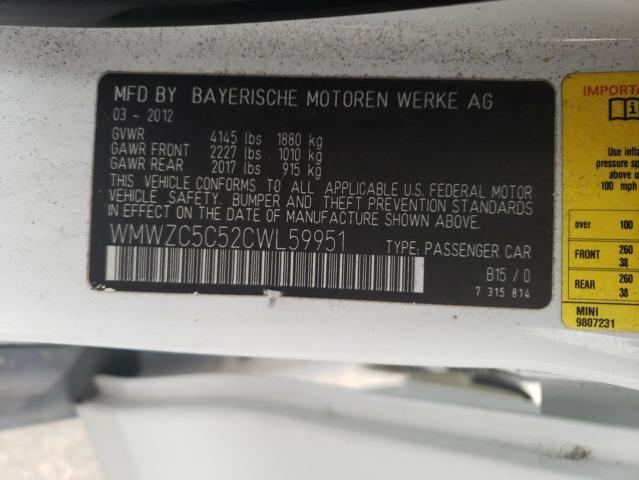 MFD BY BAYERISCHE MOTOREN WERKE AG
03 - 2012
GVWR 4145 lbs 1880 kg
GAWR FRONT 2227 lbs 1010 kg
GAWR REAR 2017 lbs 915 kg
THIS VEHICLE CONFORMS TO ALL APPLICABLE U.S. FEDERAL MOTOR
VEHICLE SAFETY, BUMPER, AND THEFT PREVENTION STANDARDS
IN EFFECT ON THE DATE OF MANUFACTURE SHOWN ABOVE.
WMWZC5C52CWL59951 TYPE: PASSENGER CAR
B15 / 0
7 315 814
IMPORTA
Use infla
pressure sp
above u
100 mph
over 100
FRONT 260
38
REAR 260
38
MINI
9807231